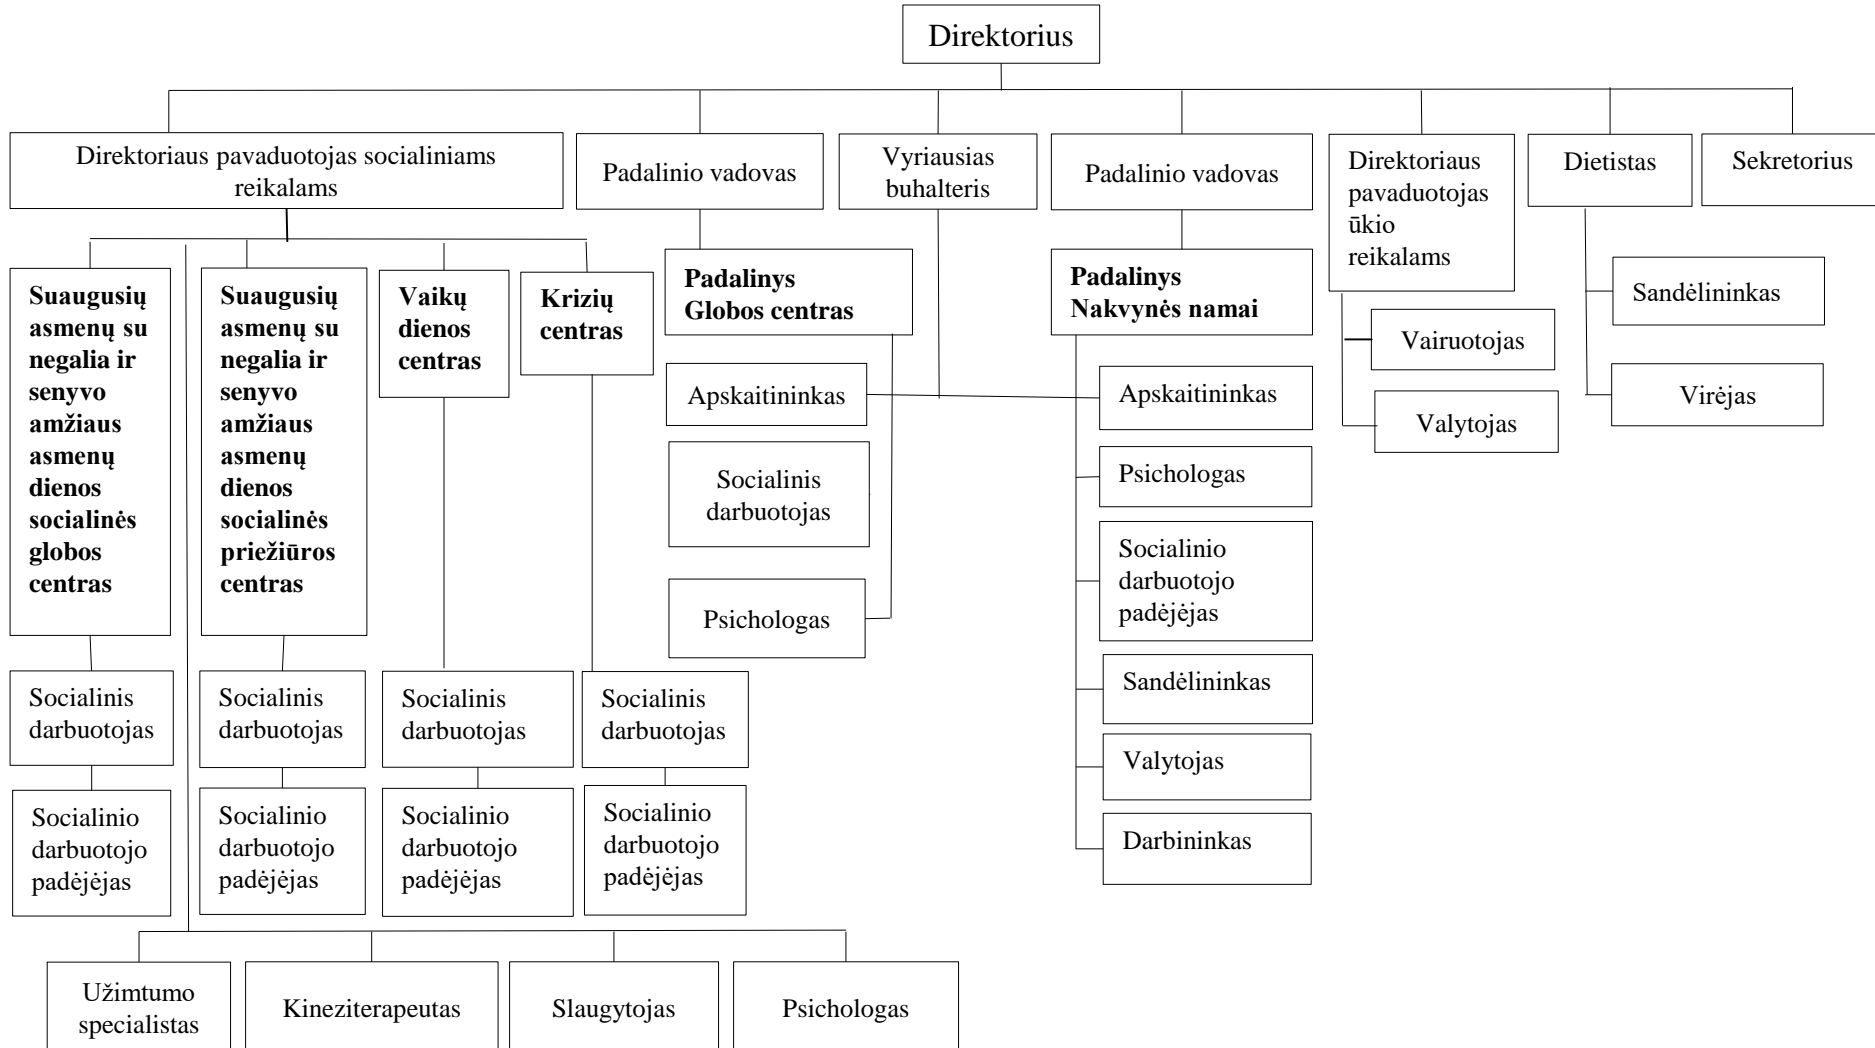 Direktorius
Direktoriaus pavaduotojas socialiniams
reikalams
Padalinio vadovas
Vyriausias
buhalteris
Padalinio vadovas
Direktoriaus
pavaduotojas
ūkio
reikalams
Dietistas
Sekretorius
Suaugusių
asmenų su
negalia ir
senyvo
amžiaus
asmenų
dienos
socialinės
globos
centras
Suaugusių
asmenų su
negalia ir
senyvo
amžiaus
asmenų
dienos
socialinės
priežiūros
centras
Vaikų
dienos
centras
Krizių
centras
Padalinys
Globos centras
Padalinys
Nakvynės namai
Sandėlininkas
Vairuotojas
Virėjas
Valytojas
Apskaitininkas
Socialinis
darbuotojas
Psichologas
Apskaitininkas
Psichologas
Socialinio
darbuotojo
padėjėjas
Sandėlininkas
Valytojas
Darbininkas
Socialinis
darbuotojas
Socialinis
darbuotojas
Socialinis
darbuotojas
Socialinis
darbuotojas
Socialinio
darbuotojo
padėjėjas
Socialinio
darbuotojo
padėjėjas
Socialinio
darbuotojo
padėjėjas
Socialinio
darbuotojo
padėjėjas
Užimtumo
specialistas
Kineziterapeutas
Slaugytojas
Psichologas